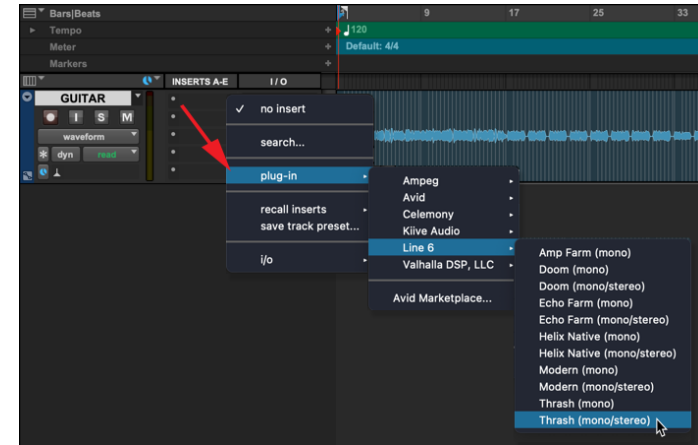 Bars|Beats
9 17 25 33
Tempo + 120
Meter + Default: 4/4
Markers +
INSERTS A-E I / O
GUITAR
I S M
waveform
dyn read
✓ no insert
search...
plug-in
recall inserts
save track preset...
i/o
Ampeg
Avid
Celemony
Kiive Audio
Line 6
Valhalla DSP, LLC
Avid Marketplace...
Amp Farm (mono)
Doom (mono)
Doom (mono/stereo)
Echo Farm (mono)
Echo Farm (mono/stereo)
Helix Native (mono)
Helix Native (mono/stereo)
Modern (mono)
Modern (mono/stereo)
Thrash (mono)
Thrash (mono/stereo)